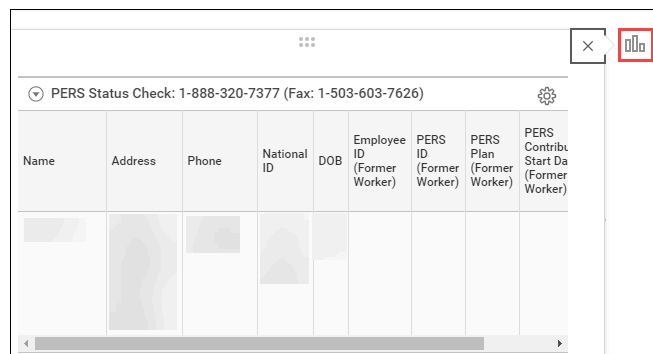 PERS Status Check: 1-888-320-7377 (Fax: 1-503-603-7626)
Name
Address
Phone
National
ID
DOB
Employee
ID
(Former
Worker)
PERS
ID
(Former
Worker)
PERS
Plan
(Former
Worker)
PERS
Contribu
Start Da
(Former
Worker)